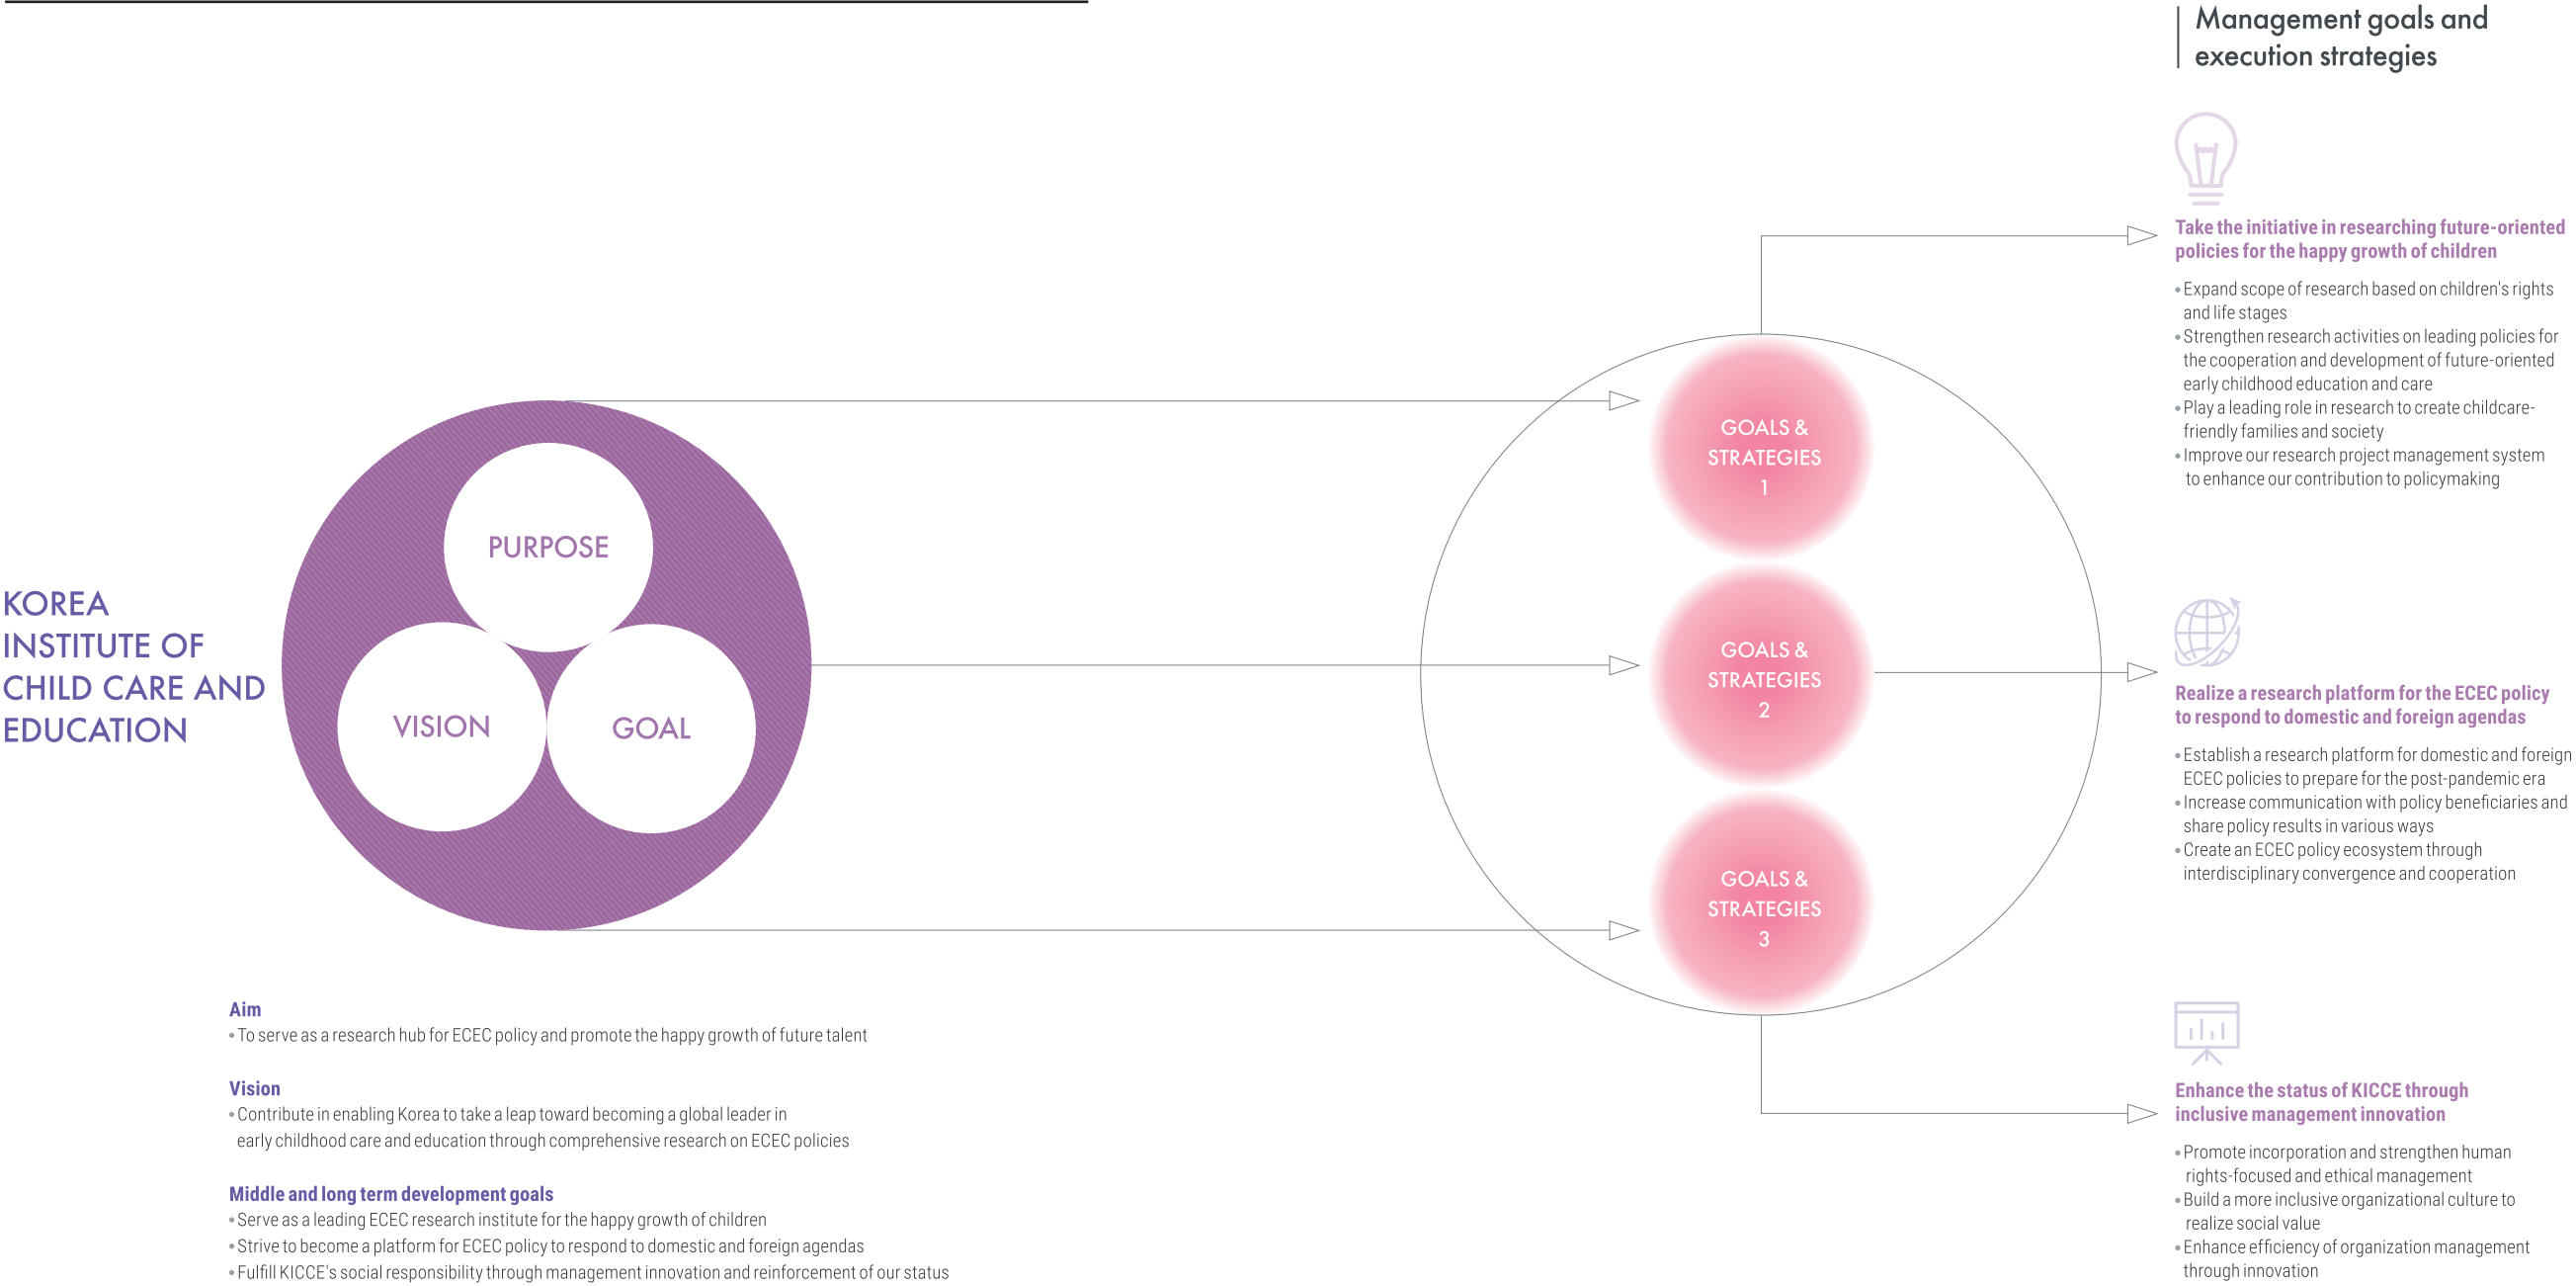 Management goals and
execution strategies
KOREA
INSTITUTE OF
CHILD CARE AND
EDUCATION
PURPOSE
VISION
GOAL
GOALS &
STRATEGIES
1
GOALS &
STRATEGIES
2
GOALS &
STRATEGIES
3
Take the initiative in researching future-oriented
policies for the happy growth of children
• Expand scope of research based on children's rights
and life stages
• Strengthen research activities on leading policies for
the cooperation and development of future-oriented
early childhood education and care
• Play a leading role in research to create childcare-
friendly families and society
• Improve our research project management system
to enhance our contribution to policymaking
Realize a research platform for the ECEC policy
to respond to domestic and foreign agendas
• Establish a research platform for domestic and foreign
ECEC policies to prepare for the post-pandemic era
• Increase communication with policy beneficiaries and
share policy results in various ways
• Create an ECEC policy ecosystem through
interdisciplinary convergence and cooperation
Enhance the status of KICCE through
inclusive management innovation
• Promote incorporation and strengthen human
rights-focused and ethical management
• Build a more inclusive organizational culture to
realize social value
• Enhance efficiency of organization management
through innovation
Aim
• To serve as a research hub for ECEC policy and promote the happy growth of future talent
Vision
• Contribute in enabling Korea to take a leap toward becoming a global leader in
early childhood care and education through comprehensive research on ECEC policies
Middle and long term development goals
• Serve as a leading ECEC research institute for the happy growth of children
• Strive to become a platform for ECEC policy to respond to domestic and foreign agendas
• Fulfill KICCE's social responsibility through management innovation and reinforcement of our status